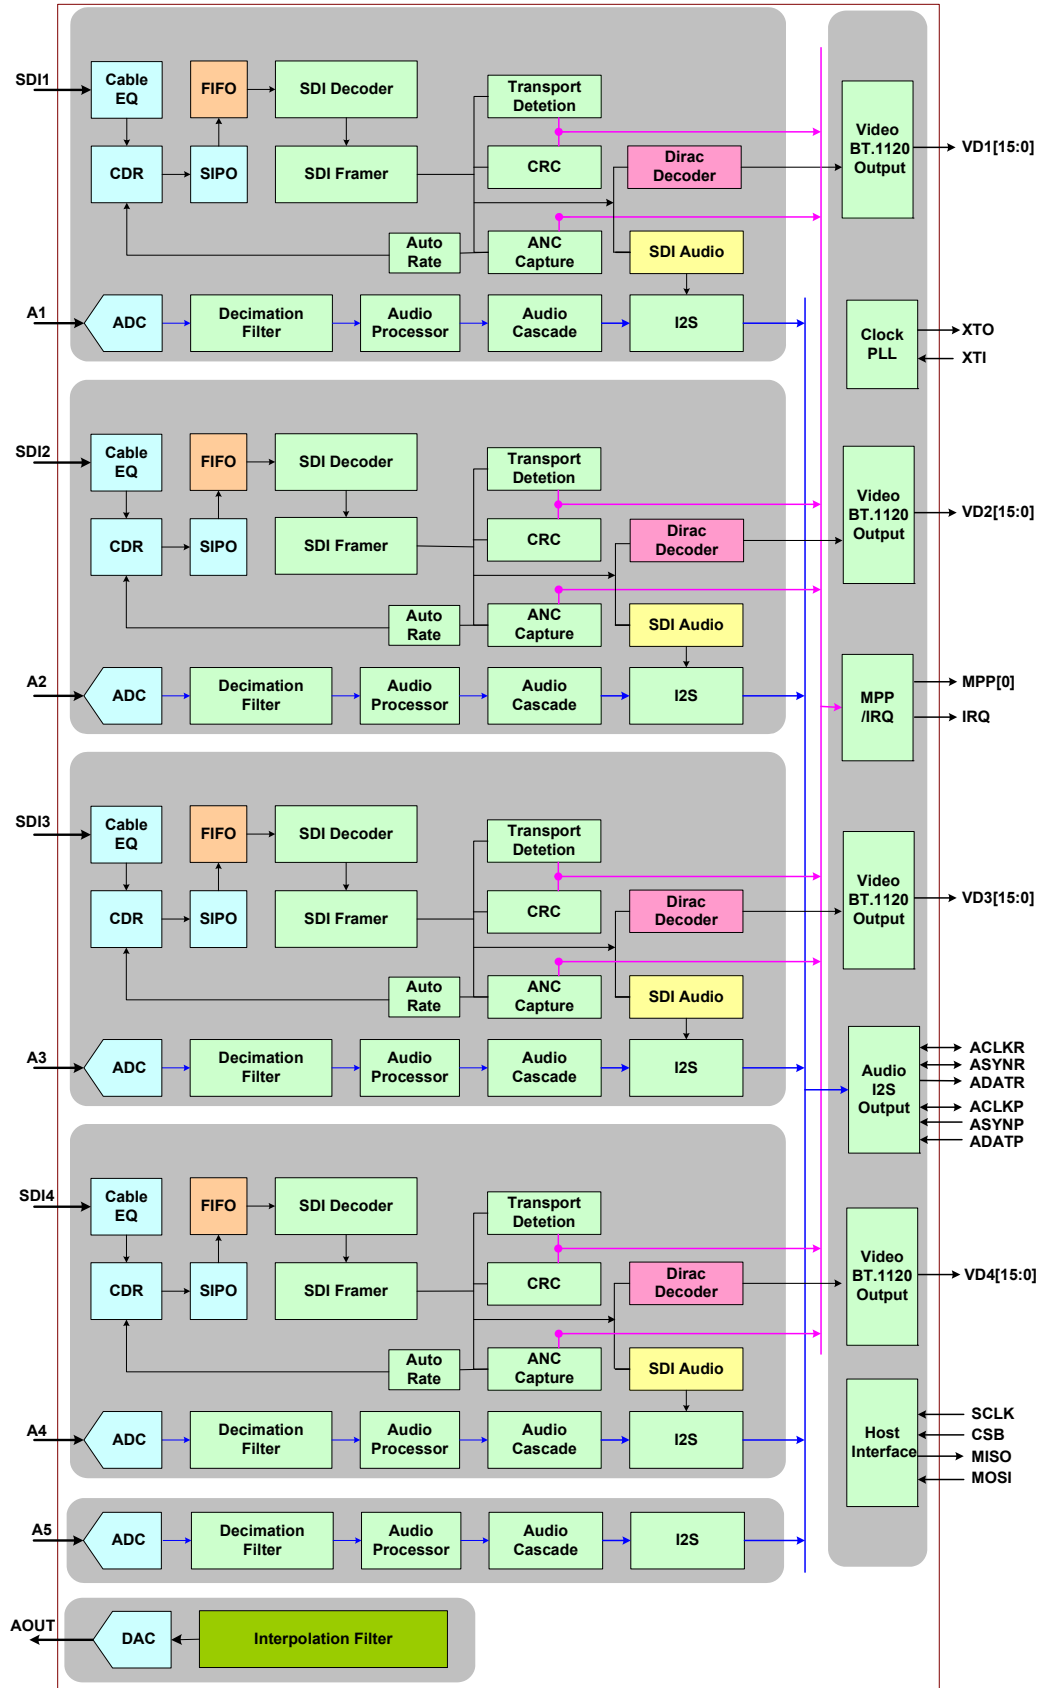 SDI1
Cable
EQ
FIFO
SDI Decoder
Transport
Detetion
Video
BT.1120
Output
VD1[15:0]
CDR
SIPO
SDI Framer
CRC
Dirac
Decoder
Auto
Rate
ANC
Capture
SDI Audio
A1
ADC
Decimation
Filter
Audio
Processor
Audio
Cascade
I2S
Clock
PLL
XTO
XTI
SDI2
Cable
EQ
FIFO
SDI Decoder
Transport
Detetion
Video
BT.1120
Output
VD2[15:0]
CDR
SIPO
SDI Framer
CRC
Dirac
Decoder
Auto
Rate
ANC
Capture
SDI Audio
A2
ADC
Decimation
Filter
Audio
Processor
Audio
Cascade
I2S
MPP
/IRQ
MPP[0]
IRQ
SDI3
Cable
EQ
FIFO
SDI Decoder
Transport
Detetion
Video
BT.1120
Output
VD3[15:0]
CDR
SIPO
SDI Framer
CRC
Dirac
Decoder
Auto
Rate
ANC
Capture
SDI Audio
A3
ADC
Decimation
Filter
Audio
Processor
Audio
Cascade
I2S
Audio
I2S
Output
ACLKR
ASYNR
ADATR
ACLKP
ASYNP
ADATP
SDI4
Cable
EQ
FIFO
SDI Decoder
Transport
Detetion
Video
BT.1120
Output
VD4[15:0]
CDR
SIPO
SDI Framer
CRC
Dirac
Decoder
Auto
Rate
ANC
Capture
SDI Audio
A4
ADC
Decimation
Filter
Audio
Processor
Audio
Cascade
I2S
Host
Interface
SCLK
CSB
MISO
MOSI
A5
ADC
Decimation
Filter
Audio
Processor
Audio
Cascade
I2S
AOUT
DAC
Interpolation Filter